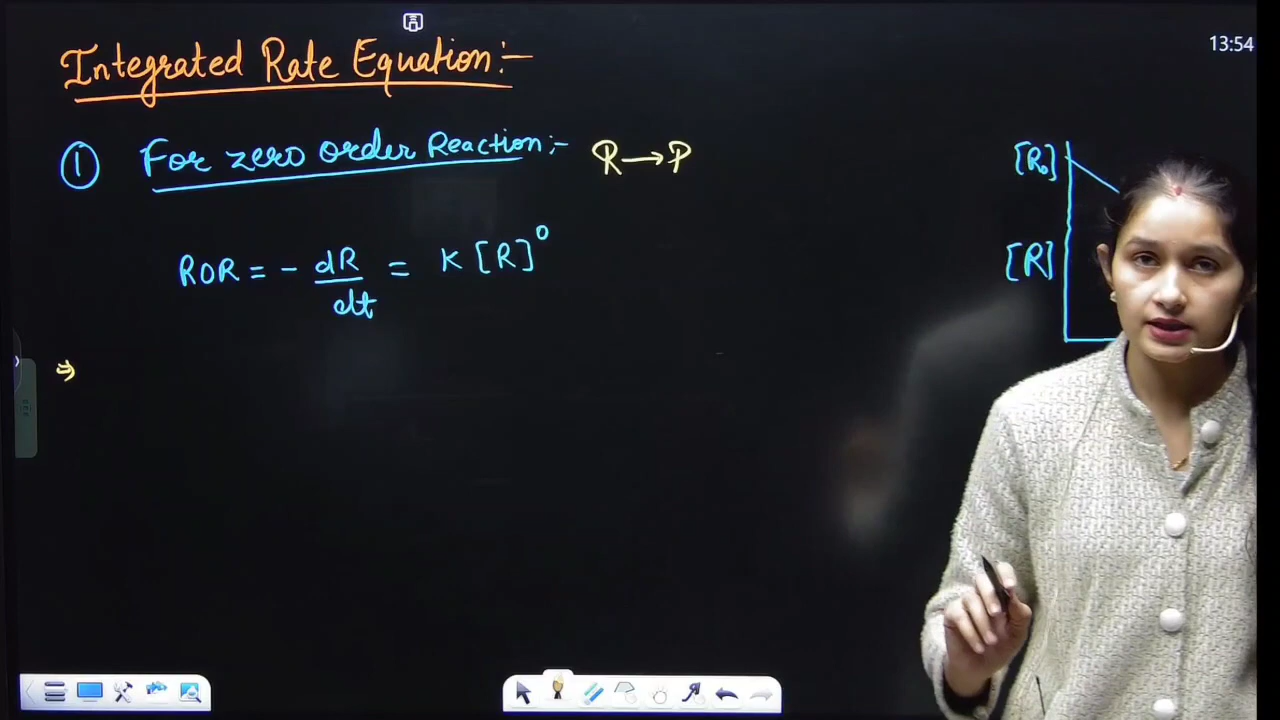 13:54
Integrated Rate Equation:-
① For zero order Reaction:- R → P
[R₀]
ROR = - dR/dt = K [R]⁰
[R]
⇒